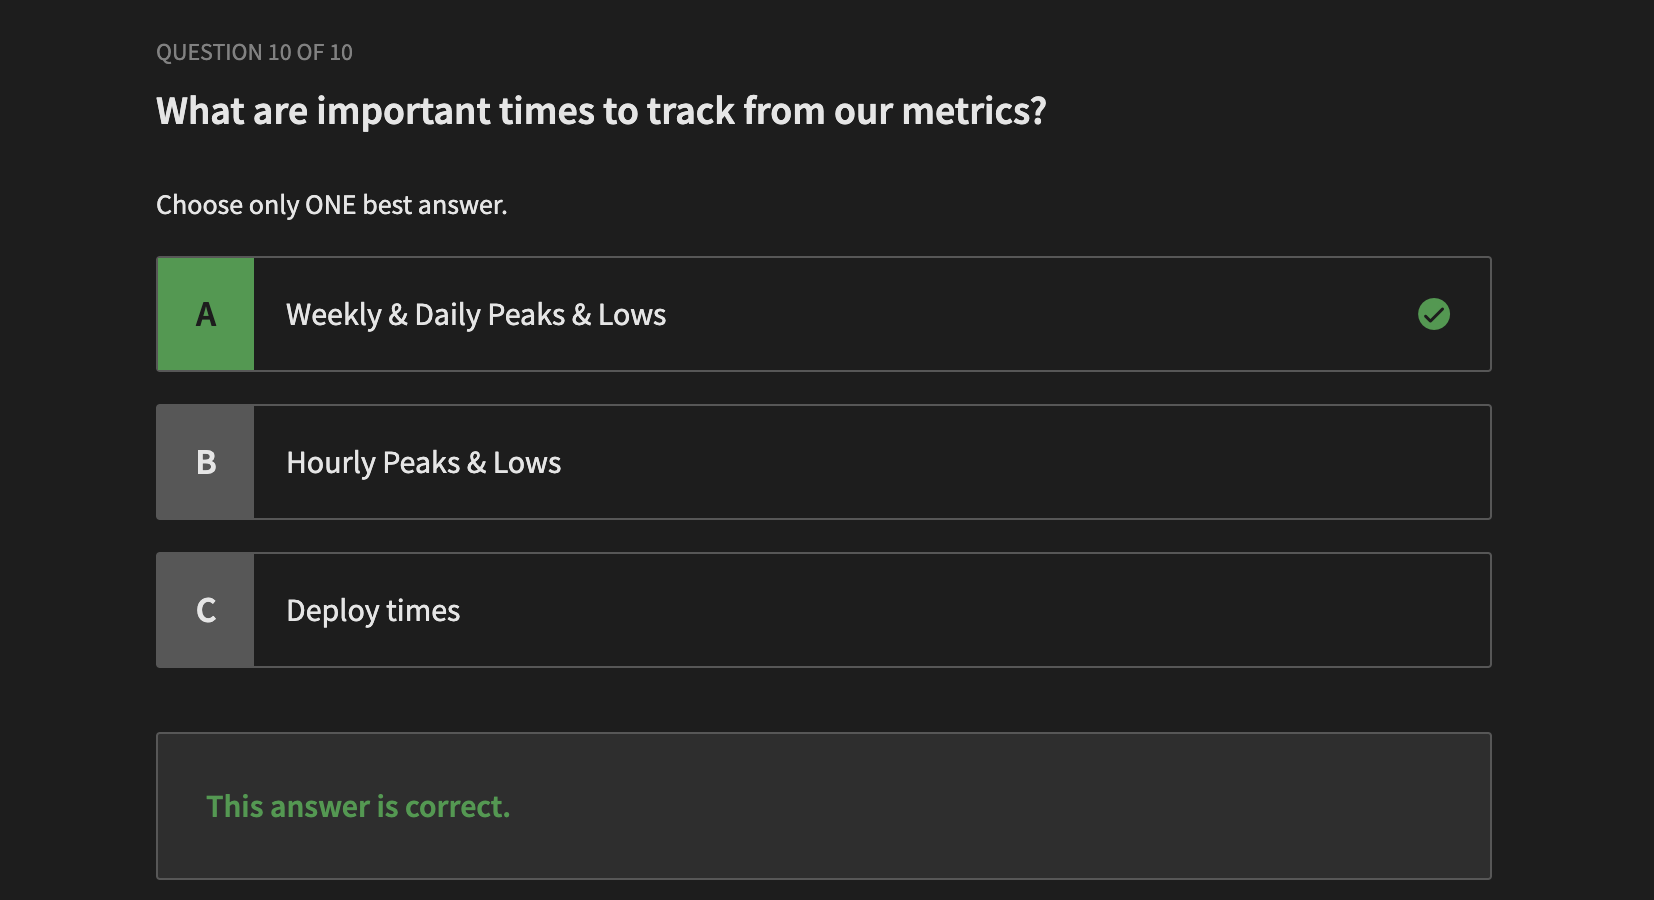 QUESTION 10 OF 10
What are important times to track from our metrics?
Choose only ONE best answer.
A
Weekly & Daily Peaks & Lows
B
Hourly Peaks & Lows
C
Deploy times
This answer is correct.